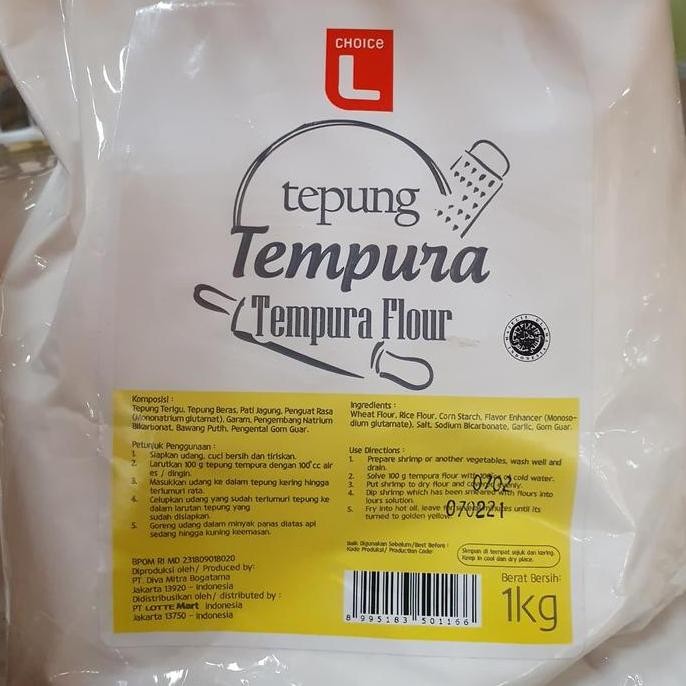 CHOICE
L
tepung
Tempura
Tempura Flour
Komposisi :
Tepung Terigu, Tepung Beras, Pati Jagung, Penguat Rasa
(Mononatrium glutamat), Garam, Pengembang Natrium
Bikarbonat, Bawang Putih, Pengental Gom Guar.
Petunjuk Penggunaan :
1. Siapkan udang, cuci bersih dan tiriskan.
2. Larutkan 100 g tepung tempura dengan 100 cc air
es / dingin.
3. Masukkan udang ke dalam tepung kering hingga
terlumuri rata.
4. Celupkan udang yang sudah terlumuri tepung ke
dalam larutan tepung yang
sudah disiapkan.
5. Goreng udang dalam minyak panas diatas api
sedang hingga kuning keemasan.
BPOM RI MD 231809018020
Diproduksi oleh / Produced by:
PT. Diva Mitra Bogatama
Jakarta 13920 - Indonesia
Didistribusikan oleh/ distributed by :
PT LOTTE Mart Indonesia
Jakarta 13750 - Indonesia
Ingredients :
Wheat Flour, Rice Flour, Corn Starch, Flavor Enhancer (Monoso-
dium glutamate), Salt, Sodium Bicarbonate, Garlic, Gom Guar.
Use Directions :
1. Prepare shrimp or another vegetables, wash well and
drain.
2. Solve 100 g tempura flour with cold water.
3. Put shrimp to dry flour and
4. Dip shrimp which has been smeared with flours into
lours solution.
5. Fry into hot oil, leave until its
turned to golden yellow.
0702
070221
Baik Digunakan Sebelum/Best Before :
Kode Produksi/ Production Code:
Simpan di tempat sejuk dan kering.
Keep in cool dan dry place.
8 995183 501166
Berat Bersih:
1kg